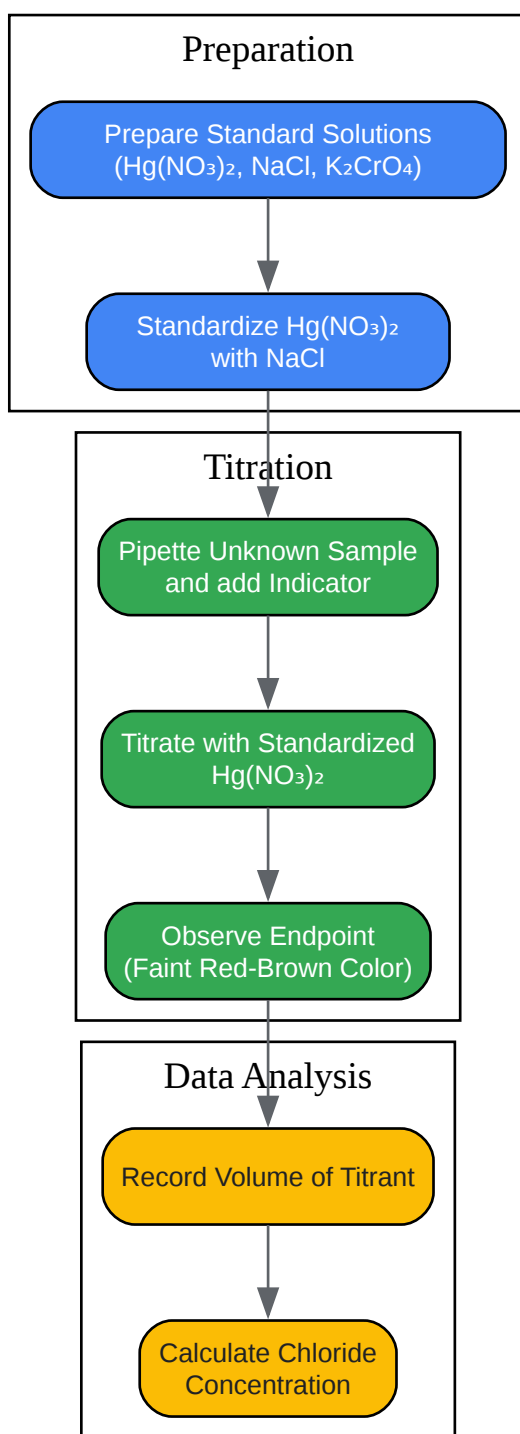 Preparation
Prepare Standard Solutions
(Hg(NO₃)₂, NaCl, K₂CrO₄)
Standardize Hg(NO₃)₂
with NaCl
Titration
Pipette Unknown Sample
and add Indicator
Titrate with Standardized
Hg(NO₃)₂
Observe Endpoint
(Faint Red-Brown Color)
Data Analysis
Record Volume of Titrant
Calculate Chloride
Concentration